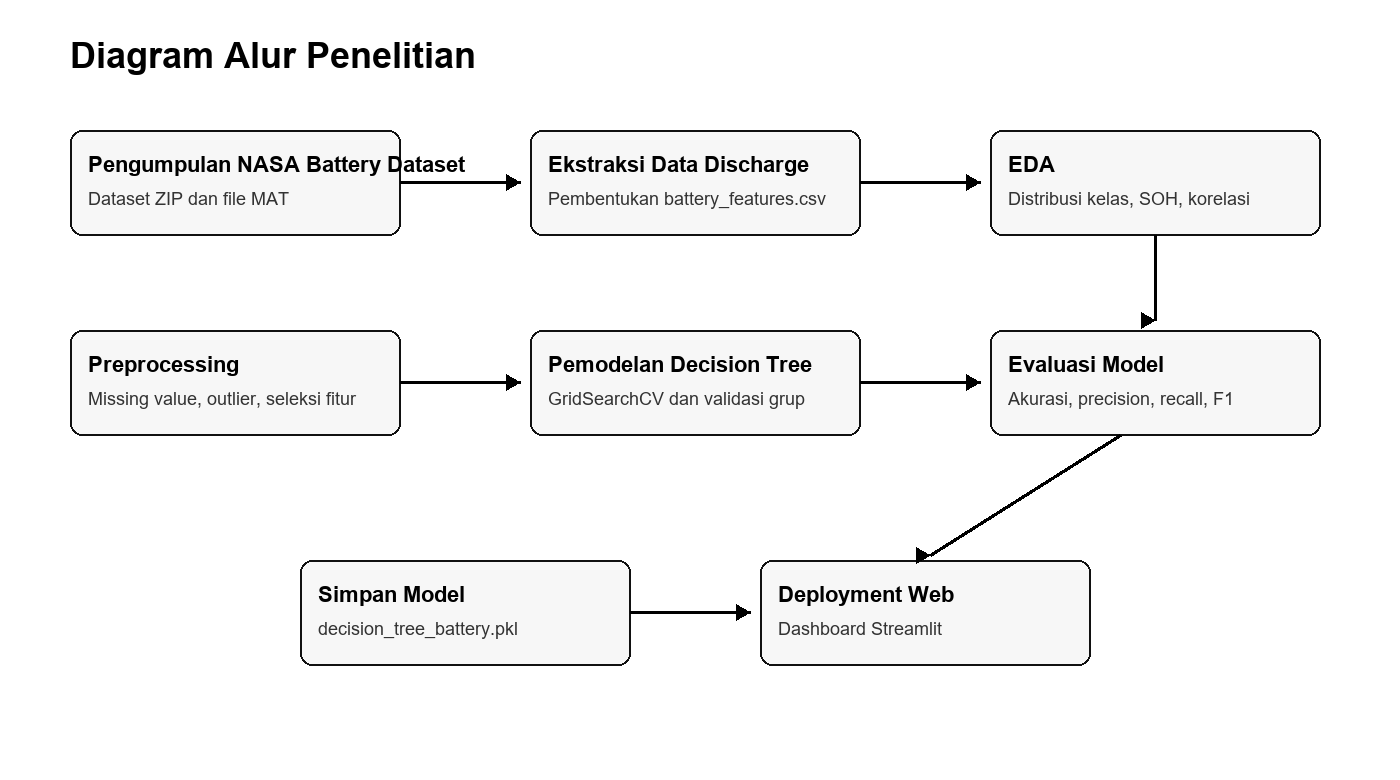 Diagram Alur Penelitian
Pengumpulan NASA Battery Dataset
Dataset ZIP dan file MAT
Ekstraksi Data Discharge
Pembentukan battery_features.csv
EDA
Distribusi kelas, SOH, korelasi
Preprocessing
Missing value, outlier, seleksi fitur
Pemodelan Decision Tree
GridSearchCV dan validasi grup
Evaluasi Model
Akurasi, precision, recall, F1
Simpan Model
decision_tree_battery.pkl
Deployment Web
Dashboard Streamlit